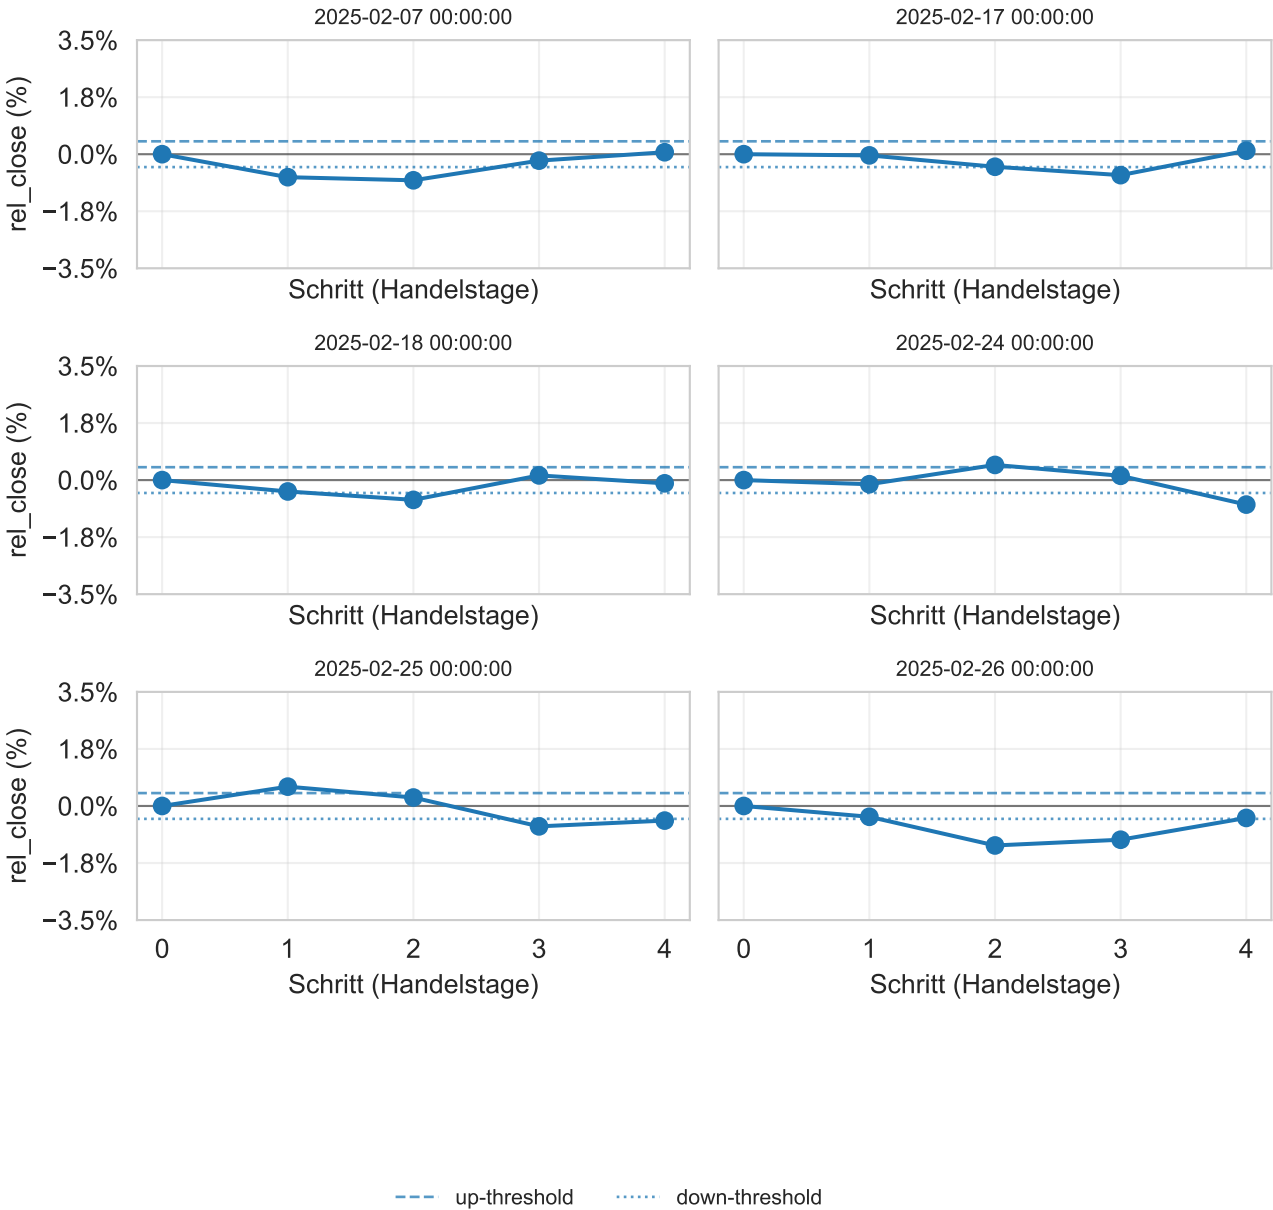 2025-02-07 00:00:00
2025-02-17 00:00:00
3.5%
1.8%
0.0%
−1.8%
−3.5%
rel_close (%)
Schritt (Handelstage)
Schritt (Handelstage)
2025-02-18 00:00:00
2025-02-24 00:00:00
3.5%
1.8%
0.0%
−1.8%
−3.5%
rel_close (%)
Schritt (Handelstage)
Schritt (Handelstage)
2025-02-25 00:00:00
2025-02-26 00:00:00
3.5%
1.8%
0.0%
−1.8%
−3.5%
rel_close (%)
0 1 2 3 4
0 1 2 3 4
Schritt (Handelstage)
Schritt (Handelstage)
up-threshold
down-threshold